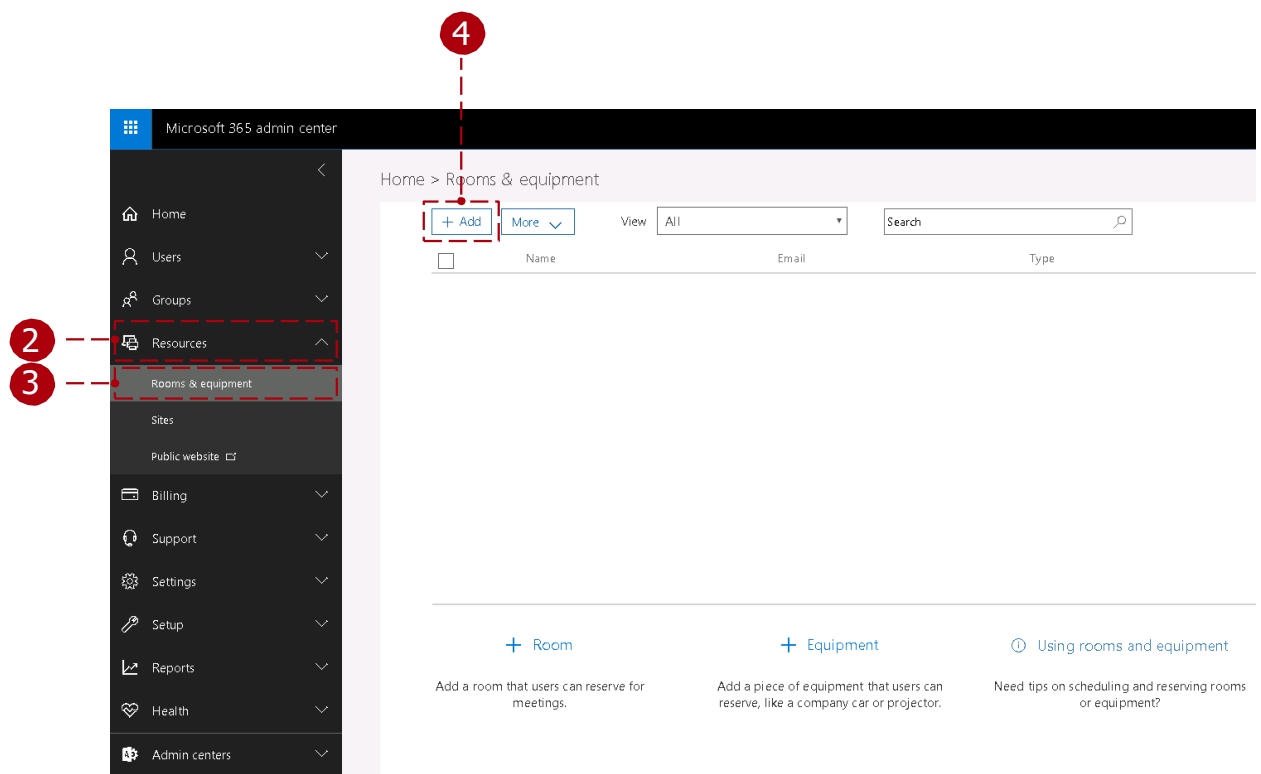 4
Microsoft 365 admin center
Home > Rooms & equipment
+ Add
More
View
All
Search
Name
Email
Type
Home
Users
Groups
2
Resources
3
Rooms & equipment
Sites
Public website
Billing
Support
Settings
Setup
Reports
Health
Admin centers
+ Room
Add a room that users can reserve for
meetings.
+ Equipment
Add a piece of equipment that users can
reserve, like a company car or projector.
Using rooms and equipment
Need tips on scheduling and reserving rooms
or equipment?